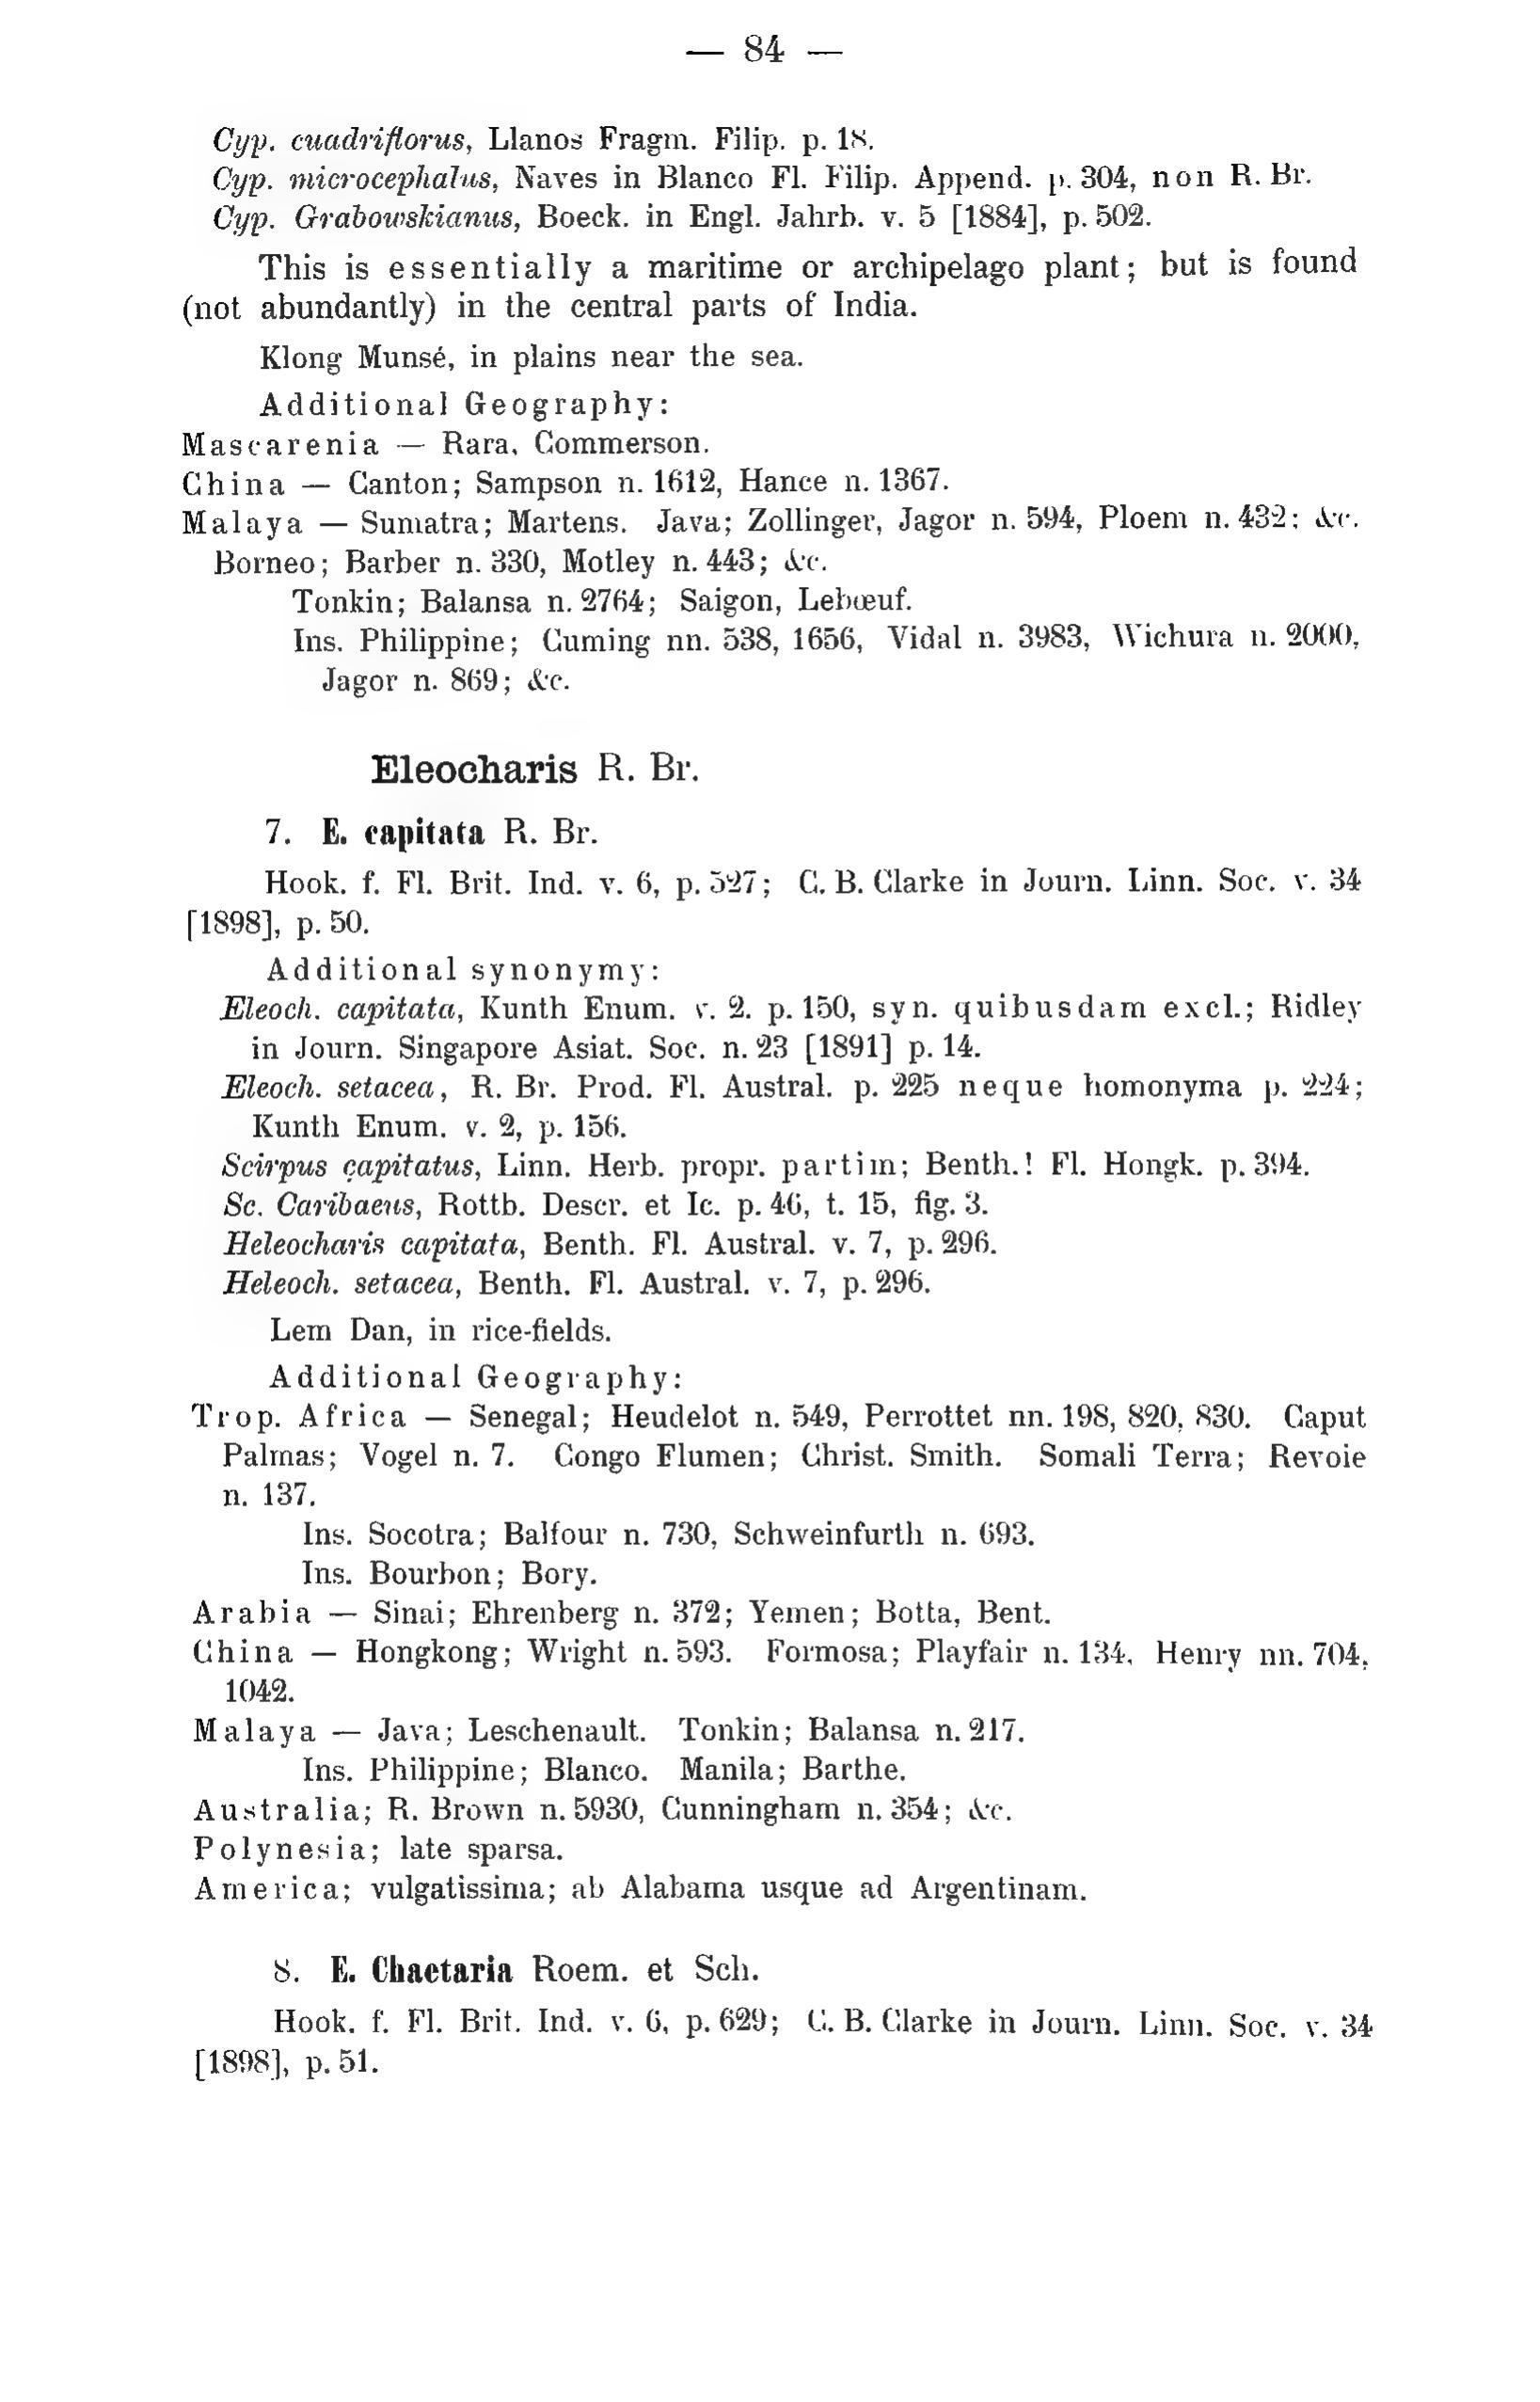 — 84 —
Cyp. cuadriflorus, Llanos Fragm. Filip. p. 18.
Cyp. microcephalus, Naves in Blanco Fl. Filip. Append. p. 304, non R. Br.
Cyp. Grabowskianus, Boeck. in Engl. Jahrb. v. 5 [1884], p. 502.
This is essentially a maritime or archipelago plant; but is found
(not abundantly) in the central parts of India.
Klong Munsé, in plains near the sea.
Additional Geography:
Mascarenia — Rara, Commerson.
China — Canton; Sampson n. 1612, Hance n. 1367.
Malaya — Sumatra; Martens. Java; Zollinger, Jagor n. 594, Ploem n. 432; &c.
Borneo; Barber n. 330, Motley n. 443; &c.
Tonkin; Balansa n. 2764; Saigon, Lebœuf.
Ins. Philippine; Cuming nn. 538, 1656, Vidal n. 3983, Wichura n. 2000,
Jagor n. 869; &c.
Eleocharis R. Br.
7. E. capitata R. Br.
Hook. f. Fl. Brit. Ind. v. 6, p. 527; C. B. Clarke in Journ. Linn. Soc. v. 34
[1898], p. 50.
Additional synonymy:
Eleoch. capitata, Kunth Enum. v. 2. p. 150, syn. quibusdam excl.; Ridley
in Journ. Singapore Asiat. Soc. n. 23 [1891] p. 14.
Eleoch. setacea, R. Br. Prod. Fl. Austral. p. 225 neque homonyma p. 224;
Kunth Enum. v. 2, p. 156.
Scirpus capitatus, Linn. Herb. propr. partim; Benth.! Fl. Hongk. p. 394.
Sc. Caribaeus, Rottb. Descr. et Ic. p. 46, t. 15, fig. 3.
Heleocharis capitata, Benth. Fl. Austral. v. 7, p. 296.
Heleoch. setacea, Benth. Fl. Austral. v. 7, p. 296.
Lem Dan, in rice-fields.
Additional Geography:
Trop. Africa — Senegal; Heudelot n. 549, Perrottet nn. 198, 820, 830. Caput
Palmas; Vogel n. 7. Congo Flumen; Christ. Smith. Somali Terra; Revoie
n. 137.
Ins. Socotra; Balfour n. 730, Schweinfurth n. 693.
Ins. Bourbon; Bory.
Arabia — Sinai; Ehrenberg n. 372; Yemen; Botta, Bent.
China — Hongkong; Wright n. 593. Formosa; Playfair n. 134, Henry nn. 704,
1042.
Malaya — Java; Leschenault. Tonkin; Balansa n. 217.
Ins. Philippine; Blanco. Manila; Barthe.
Australia; R. Brown n. 5930, Cunningham n. 354; &c.
Polynesia; late sparsa.
America; vulgatissima; ab Alabama usque ad Argentinam.
8. E. Chaetaria Roem. et Sch.
Hook. f. Fl. Brit. Ind. v. 6, p. 629; C. B. Clarke in Journ. Linn. Soc. v. 34
[1898], p. 51.